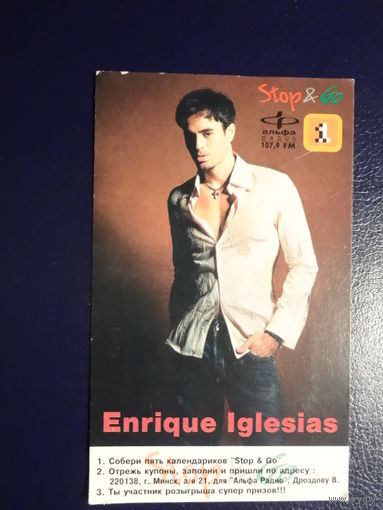 Stop & Go
альфа
радио
107,9 FM
1
Enrique Iglesias
1. Собери пять календариков "Stop & Go"
2. Отрежь купоны, заполни и пришли по адресу :
220138, г. Минск, а/я 21, для "Альфа Радио", Дроздову В.
3. Ты участник розыгрыша супер призов!!!